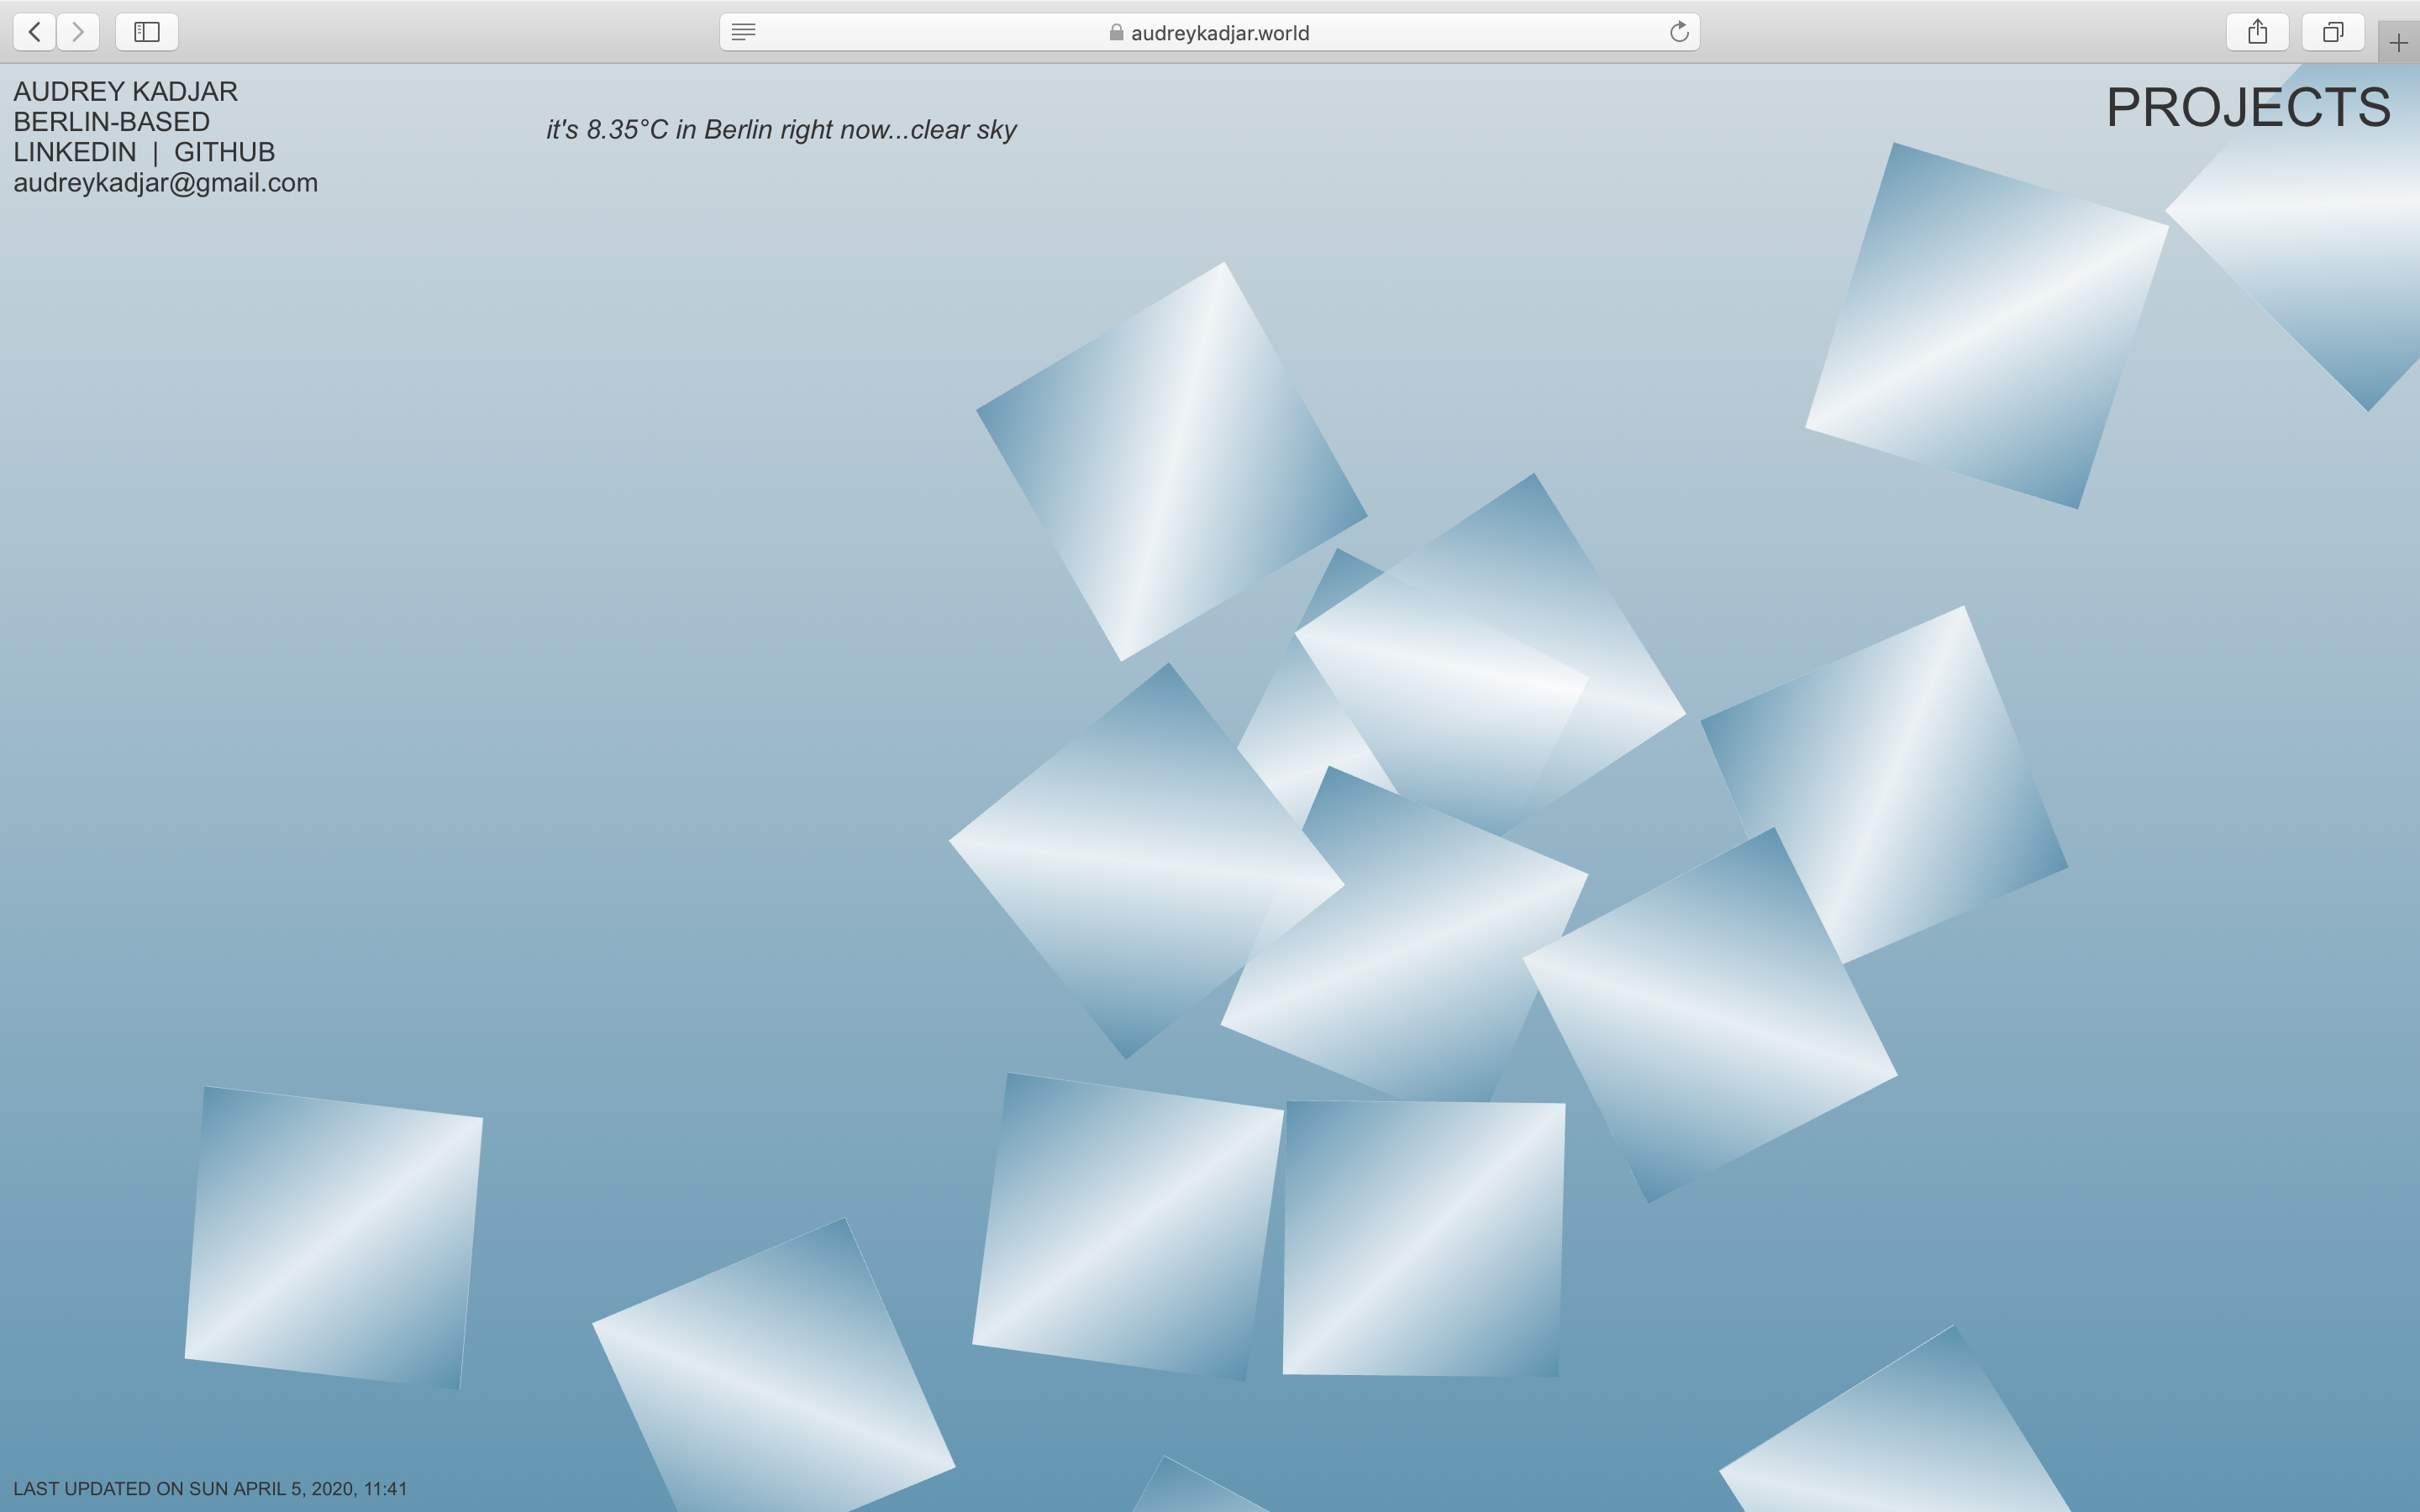 audreykadjar.world
AUDREY KADJAR
BERLIN-BASED
LINKEDIN | GITHUB
audreykadjar@gmail.com
it's 8.35°C in Berlin right now...clear sky
PROJECTS
LAST UPDATED ON SUN APRIL 5, 2020, 11:41